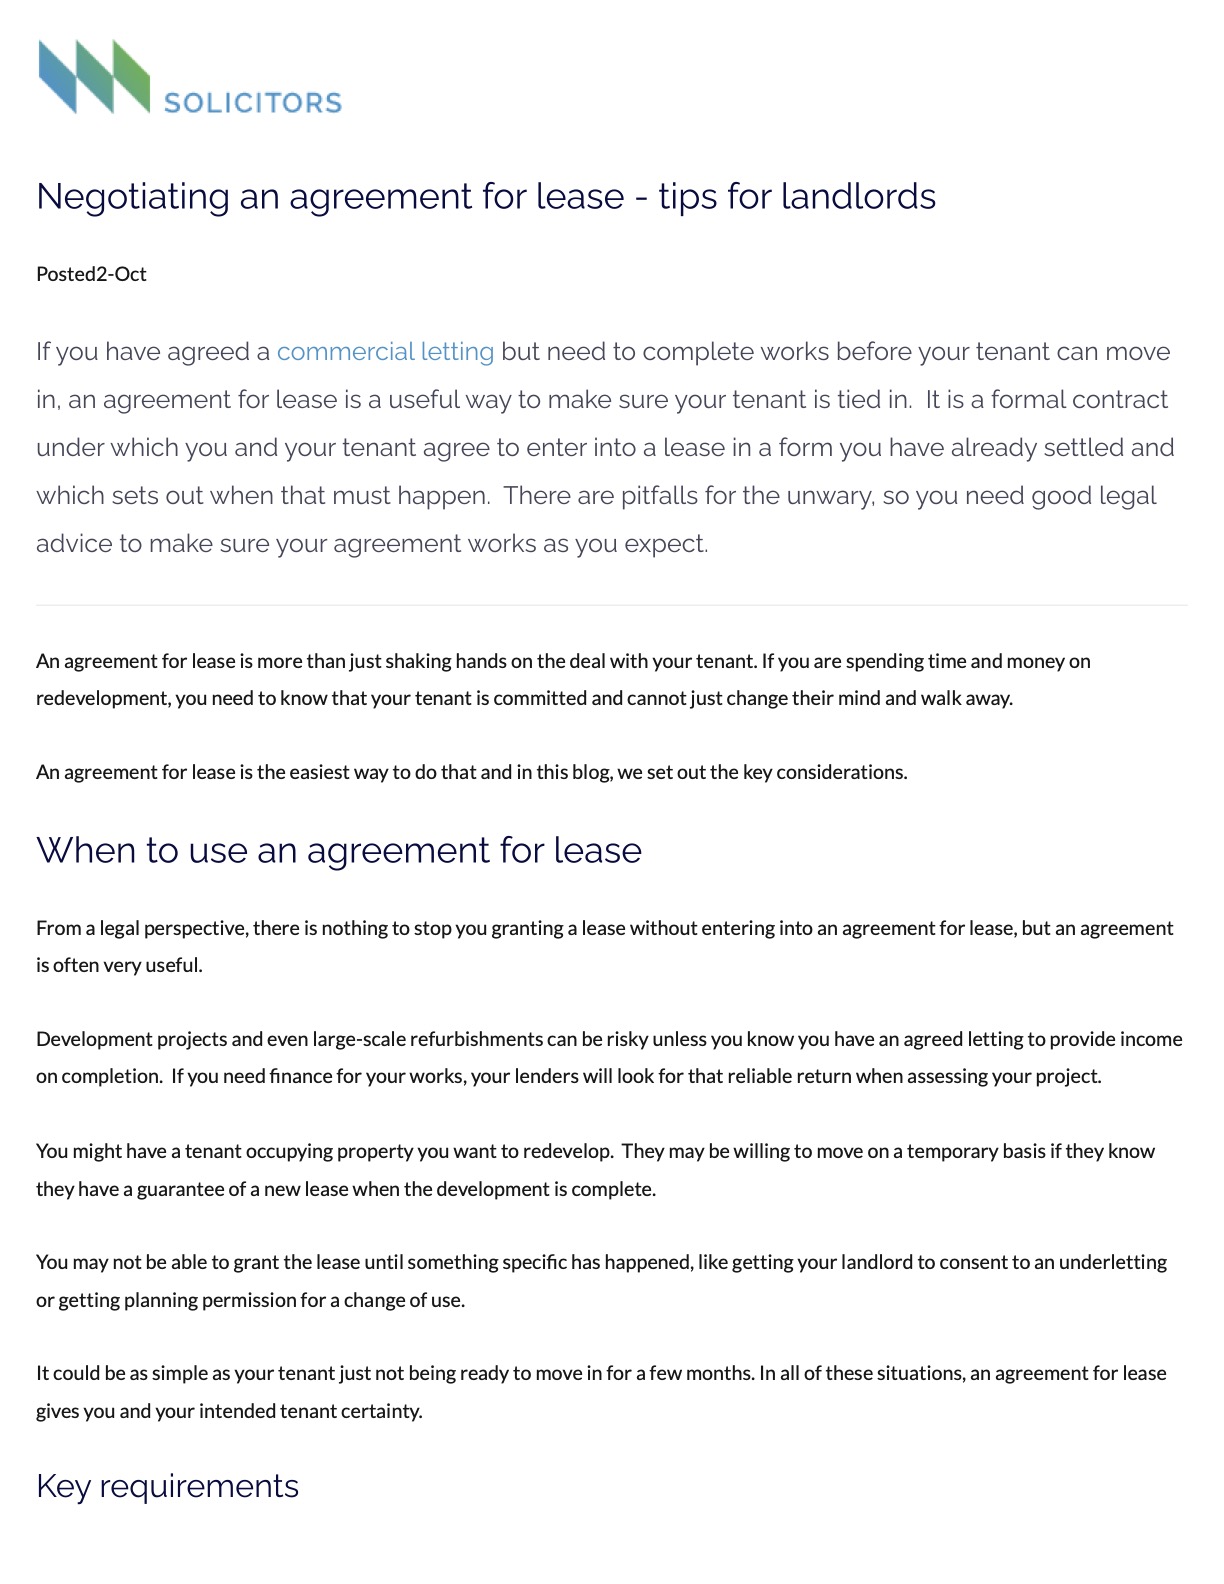 SOLICITORS
Negotiating an agreement for lease - tips for landlords
Posted2-Oct
If you have agreed a commercial letting but need to complete works before your tenant can move
in, an agreement for lease is a useful way to make sure your tenant is tied in.  It is a formal contract
under which you and your tenant agree to enter into a lease in a form you have already settled and
which sets out when that must happen.  There are pitfalls for the unwary, so you need good legal
advice to make sure your agreement works as you expect.
An agreement for lease is more than just shaking hands on the deal with your tenant. If you are spending time and money on
redevelopment, you need to know that your tenant is committed and cannot just change their mind and walk away.
An agreement for lease is the easiest way to do that and in this blog, we set out the key considerations.
When to use an agreement for lease
From a legal perspective, there is nothing to stop you granting a lease without entering into an agreement for lease, but an agreement
is often very useful.
Development projects and even large-scale refurbishments can be risky unless you know you have an agreed letting to provide income
on completion.  If you need finance for your works, your lenders will look for that reliable return when assessing your project.
You might have a tenant occupying property you want to redevelop.  They may be willing to move on a temporary basis if they know
they have a guarantee of a new lease when the development is complete.
You may not be able to grant the lease until something specific has happened, like getting your landlord to consent to an underletting
or getting planning permission for a change of use.
It could be as simple as your tenant just not being ready to move in for a few months. In all of these situations, an agreement for lease
gives you and your intended tenant certainty.
Key requirements